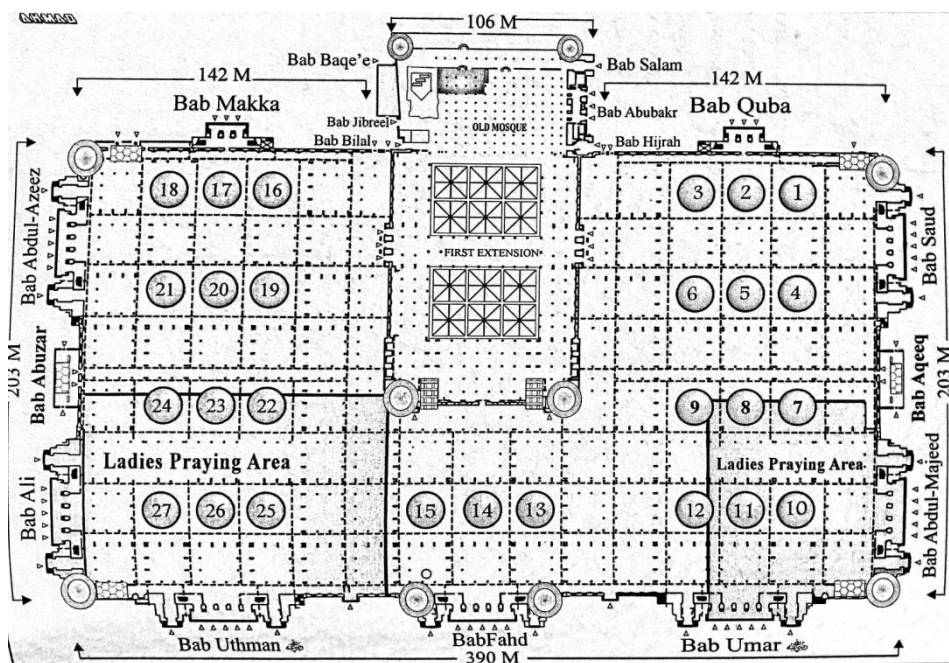 AHMAD
106 M
Bab Baqe'e
Bab Salam
142 M
142 M
Bab Makka
Bab Quba
Bab Jibreel
OLD MOSQUE
Bab Abubakr
Bab Bilal
Bab Hijrah
18 17 16
3 2 1
Bab Abdul-Azeez
Bab Saud
FIRST EXTENSION
21 20 19
6 5 4
203 M
Bab Abuzar
Bab Aqeeq
203 M
24 23 22
9 8 7
Ladies Praying Area
Ladies Praying Area
Bab Ali
Bab Abdul-Majeed
27 26 25
15 14 13
12 11 10
Bab Uthman
BabFahd
Bab Umar
390 M